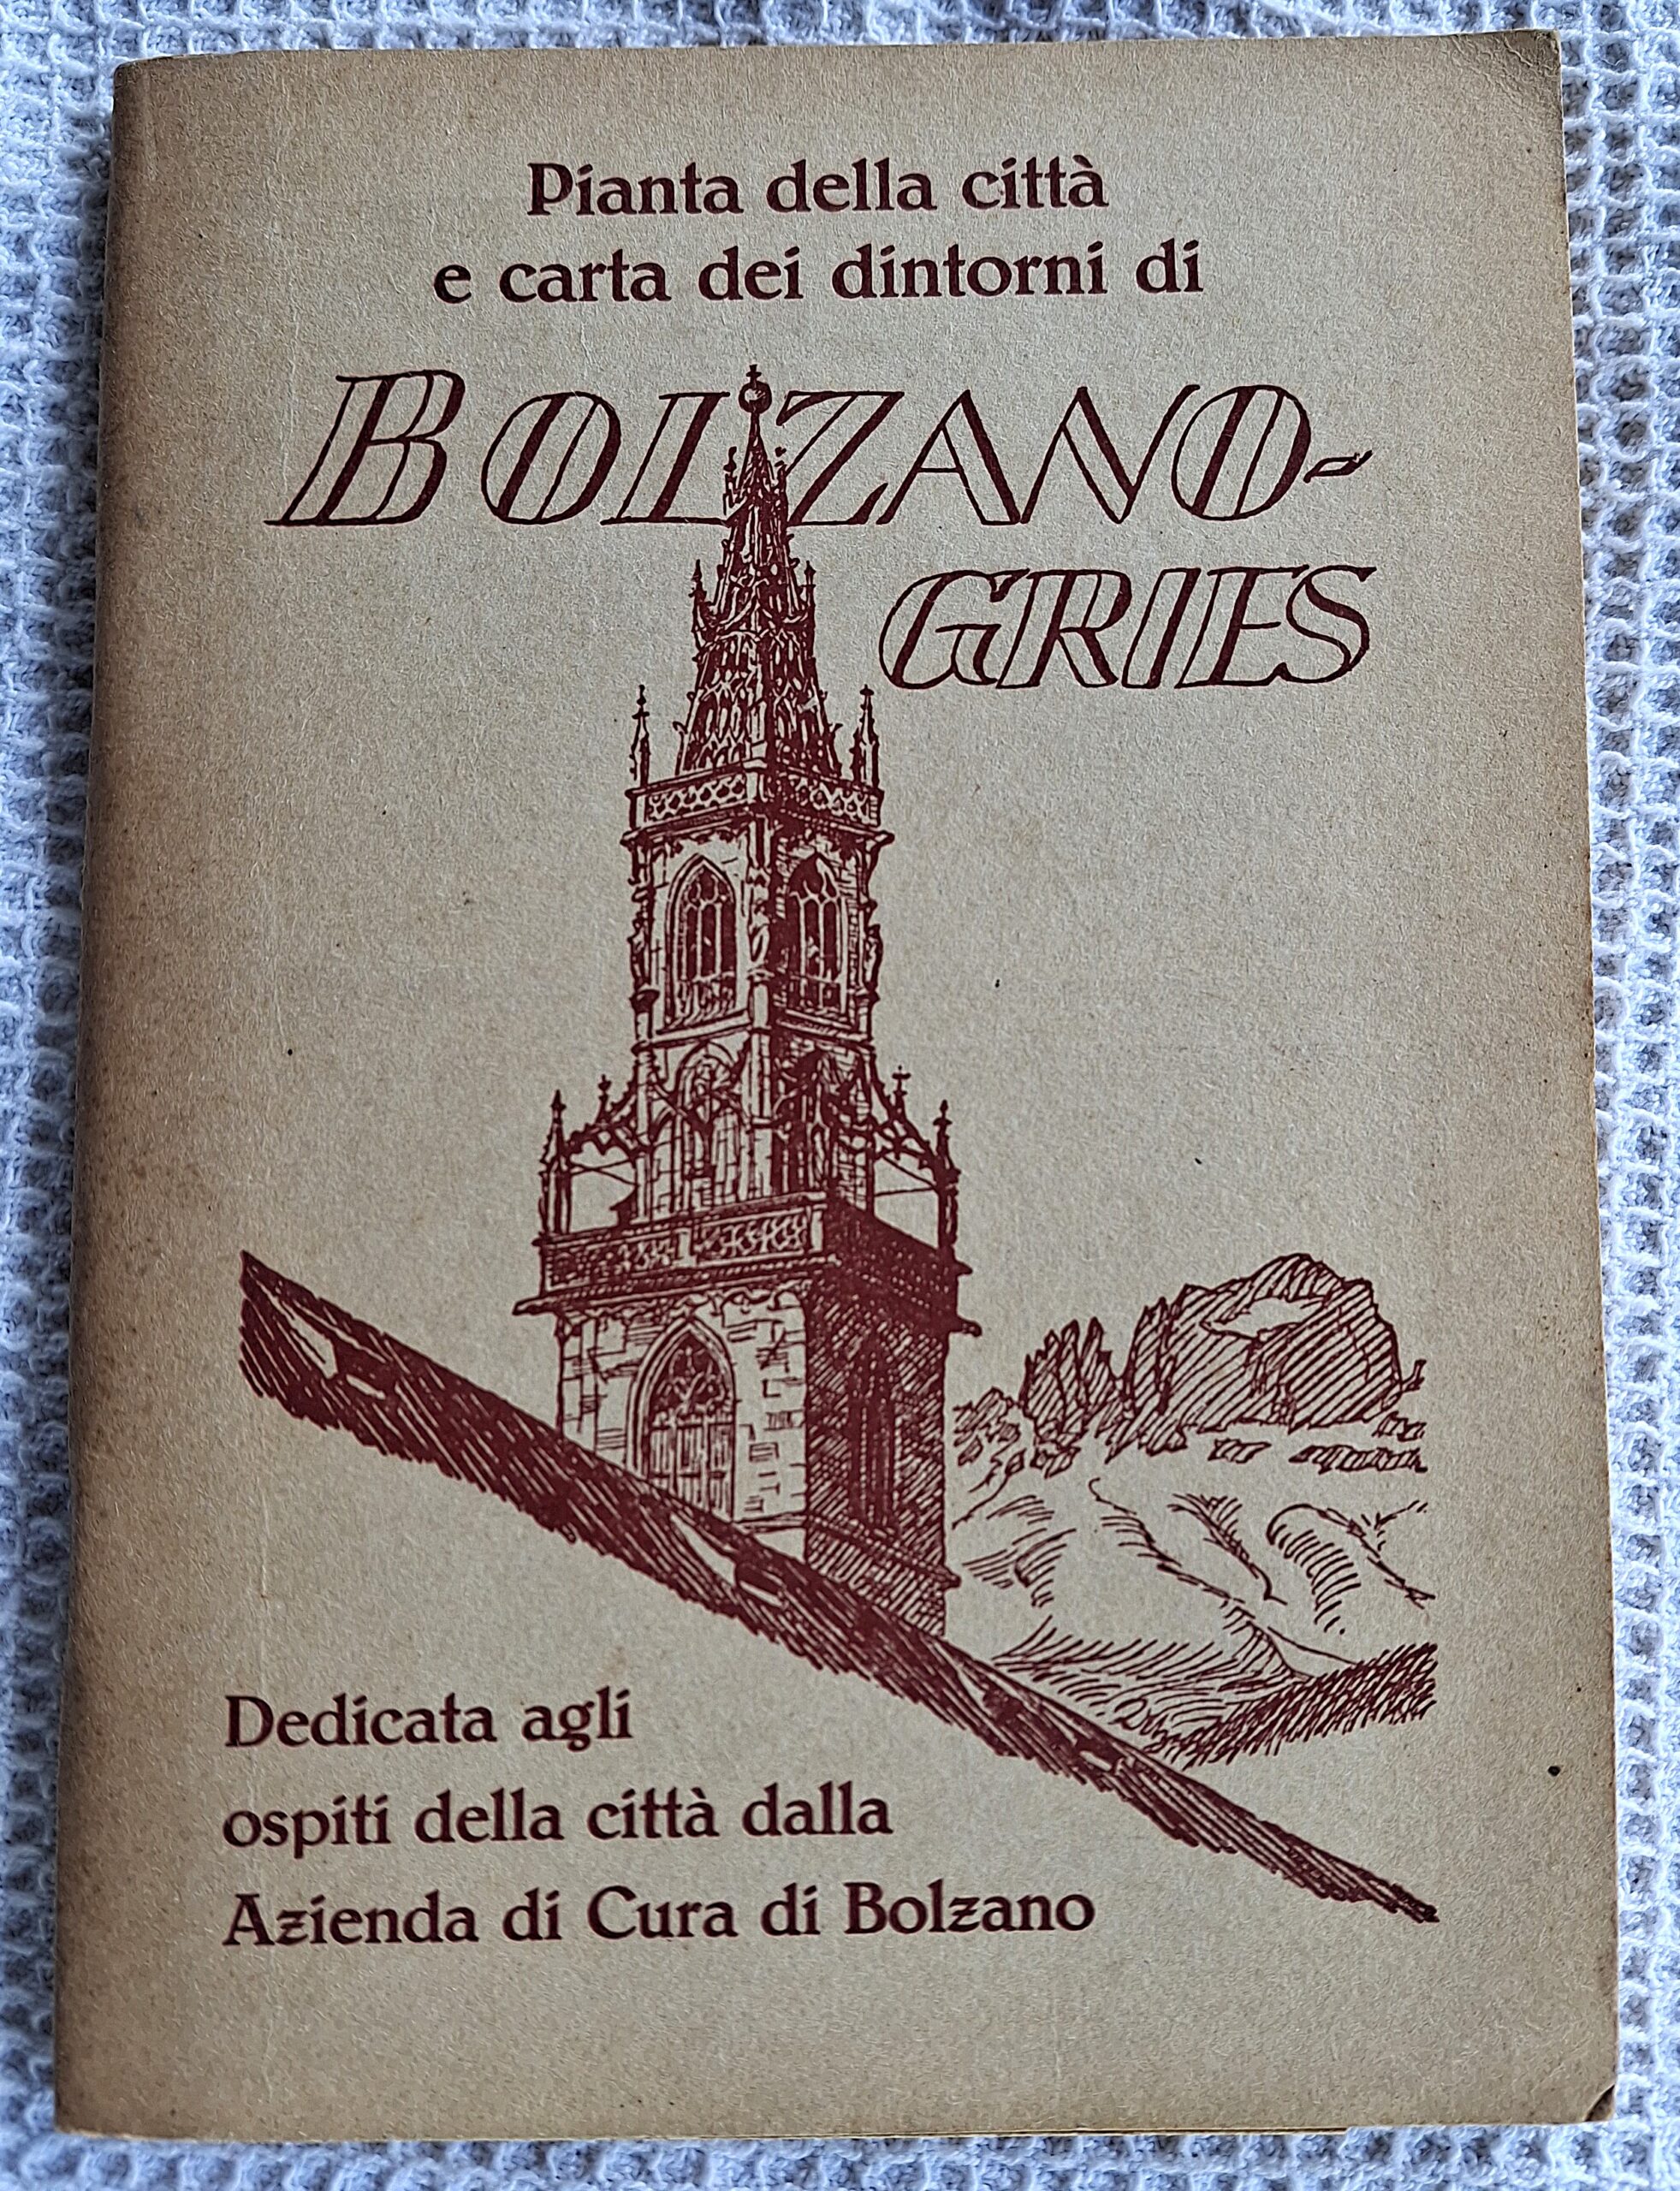 Pianta della città
e carta dei dintorni di
BOLZANO-
GRIES
Dedicata agli
ospiti della città dalla
Azienda di Cura di Bolzano